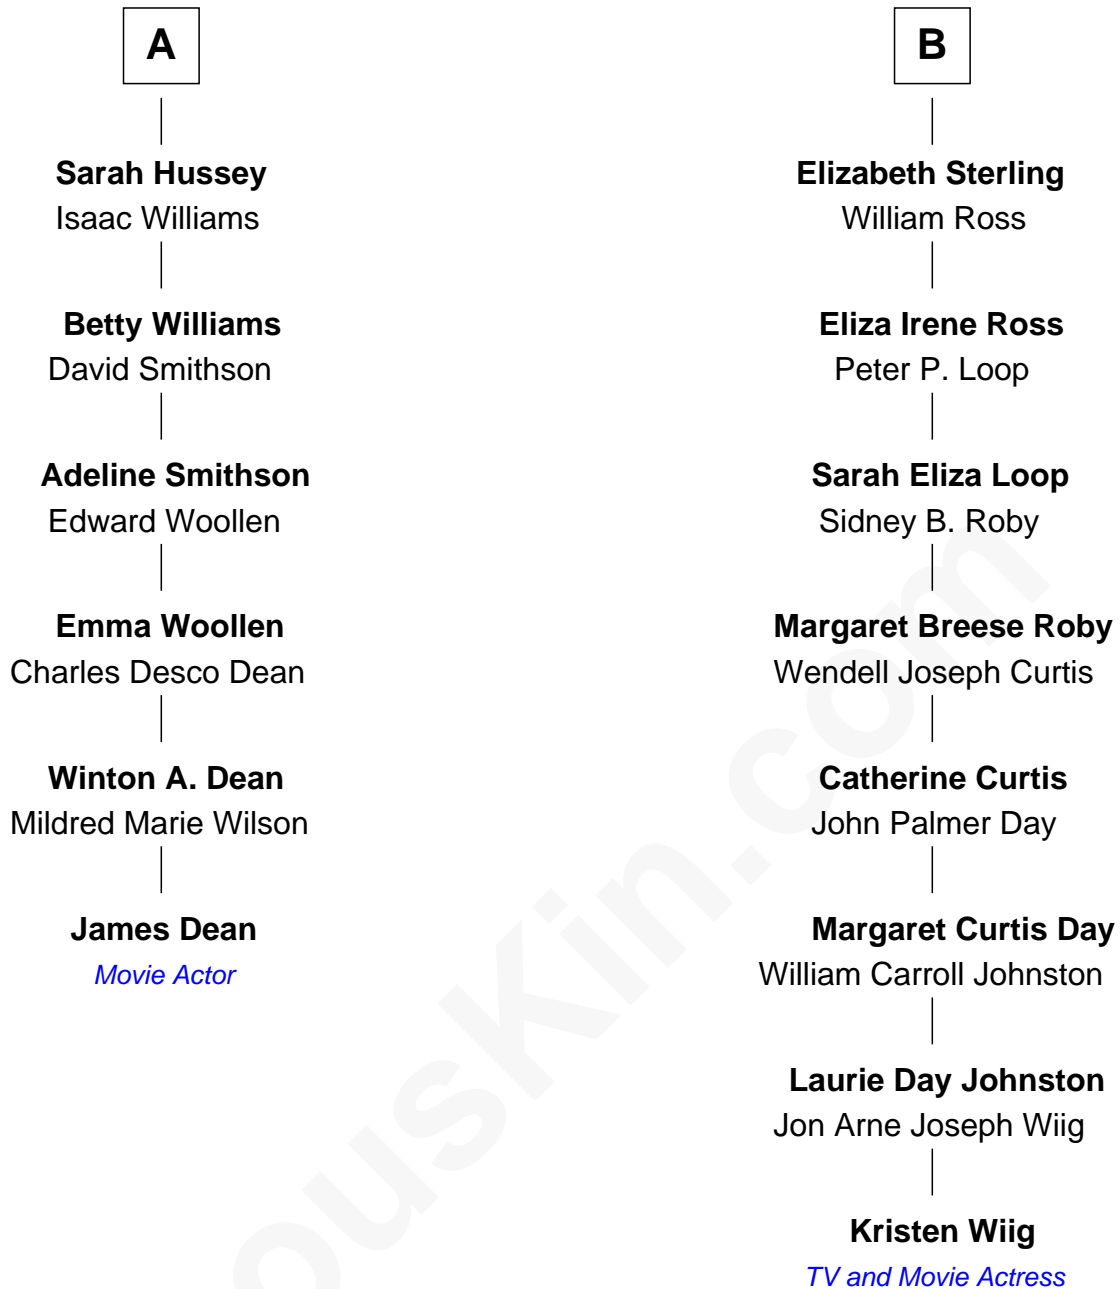 A
Sarah Hussey
Isaac Williams
Betty Williams
David Smithson
Adeline Smithson
Edward Woollen
Emma Woollen
Charles Desco Dean
Winton A. Dean
Mildred Marie Wilson
James Dean
Movie Actor
B
Elizabeth Sterling
William Ross
Eliza Irene Ross
Peter P. Loop
Sarah Eliza Loop
Sidney B. Roby
Margaret Breese Roby
Wendell Joseph Curtis
Catherine Curtis
John Palmer Day
Margaret Curtis Day
William Carroll Johnston
Laurie Day Johnston
Jon Arne Joseph Wiig
Kristen Wiig
TV and Movie Actress
ousKin.com